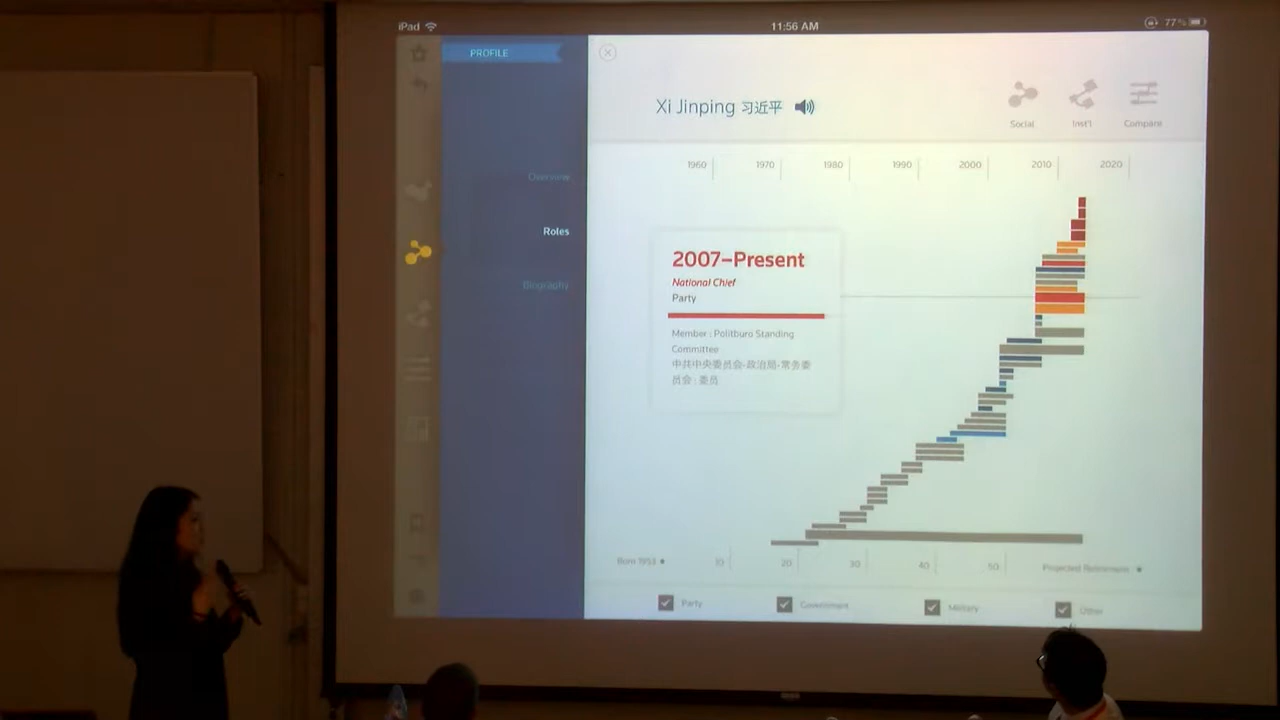 iPad
11:56 AM
77%
PROFILE
Xi Jinping 习近平
Social
Inst'l
Compare
Overview
Roles
Biography
1960
1970
1980
1990
2000
2010
2020
2007–Present
National Chief
Party
Member : Politburo Standing
Committee
中共中央委员会-政治局-常务委
员会 : 委员
Born 1953
10
20
30
40
50
Projected Retirement
Party
Government
Military
Other